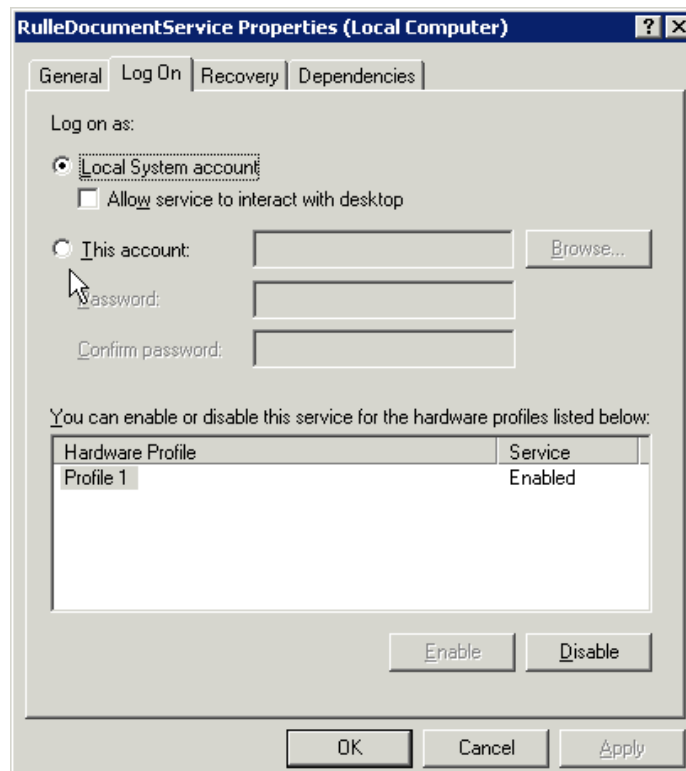 RulleDocumentService Properties (Local Computer)
General Log On Recovery Dependencies
Log on as:
Local System account
Allow service to interact with desktop
This account: Browse...
Password:
Confirm password:
You can enable or disable this service for the hardware profiles listed below:
Hardware Profile Service
Profile 1 Enabled
Enable Disable
OK Cancel Apply